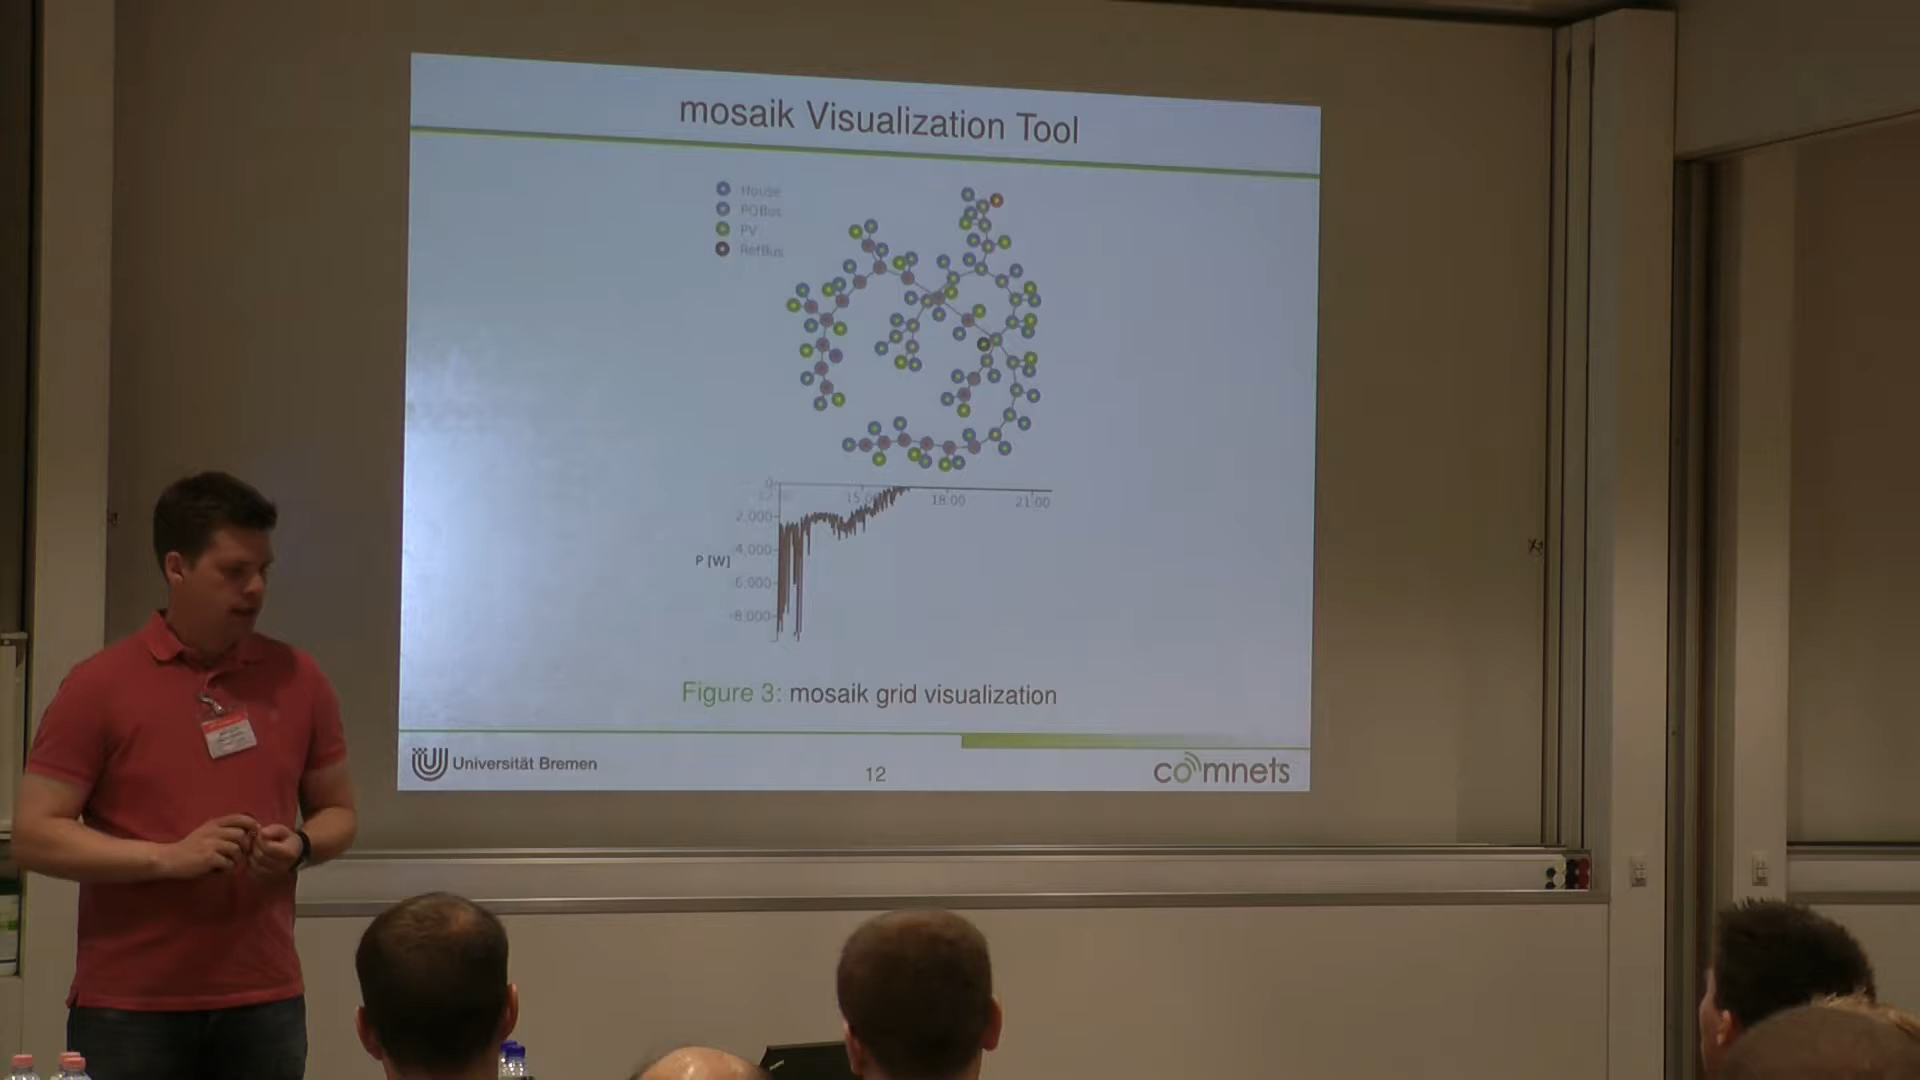 mosaik Visualization Tool
House
PQBus
PV
RefBus
0
15:00
18:00
21:00
-2,000
-4,000
P [W]
-6,000
-8,000
Figure 3: mosaik grid visualization
Universität Bremen
12
comnets